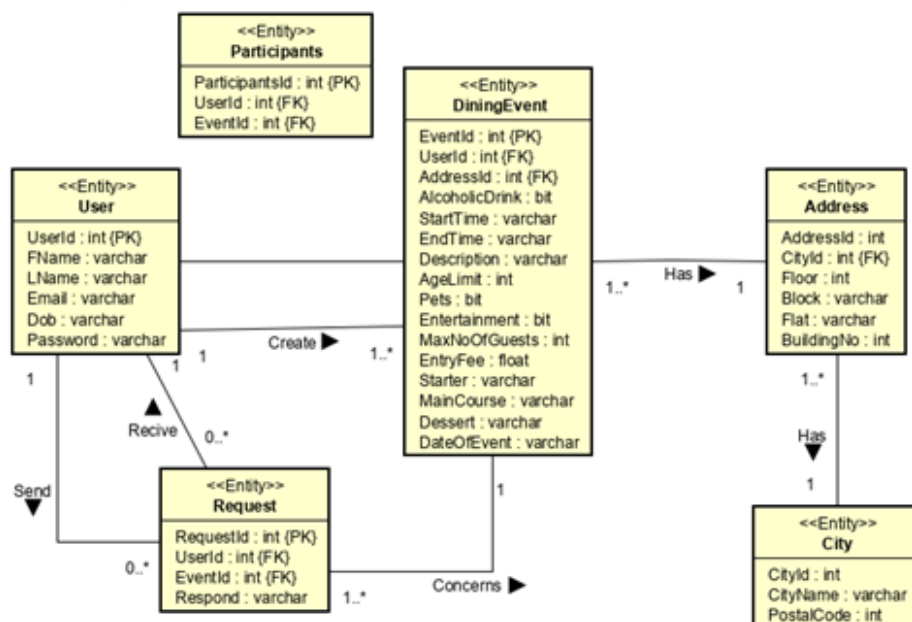 <<Entity>>
Participants
ParticipantsId : int {PK}
UserId : int {FK}
EventId : int {FK}
<<Entity>>
DiningEvent
EventId : int {PK}
UserId : int {FK}
AddressId : int {FK}
AlcoholicDrink : bit
StartTime : varchar
EndTime : varchar
Description : varchar
AgeLimit : int
Pets : bit
Entertainment : bit
MaxNoOfGuests : int
EntryFee : float
Starter : varchar
MainCourse : varchar
Dessert : varchar
DateOfEvent : varchar
<<Entity>>
User
UserId : int {PK}
FName : varchar
LName : varchar
Email : varchar
Dob : varchar
Password : varchar
<<Entity>>
Address
AddressId : int
CityId : int {FK}
Floor : int
Block : varchar
Flat : varchar
BuildingNo : int
Has
1..*
1
Create
1
1..*
1
1
Recive
0..*
Send
0..*
<<Entity>>
Request
RequestId : int {PK}
UserId : int {FK}
EventId : int {FK}
Respond : varchar
1
1..*
Concerns
1..*
Has
1
<<Entity>>
City
CityId : int
CityName : varchar
PostalCode : int